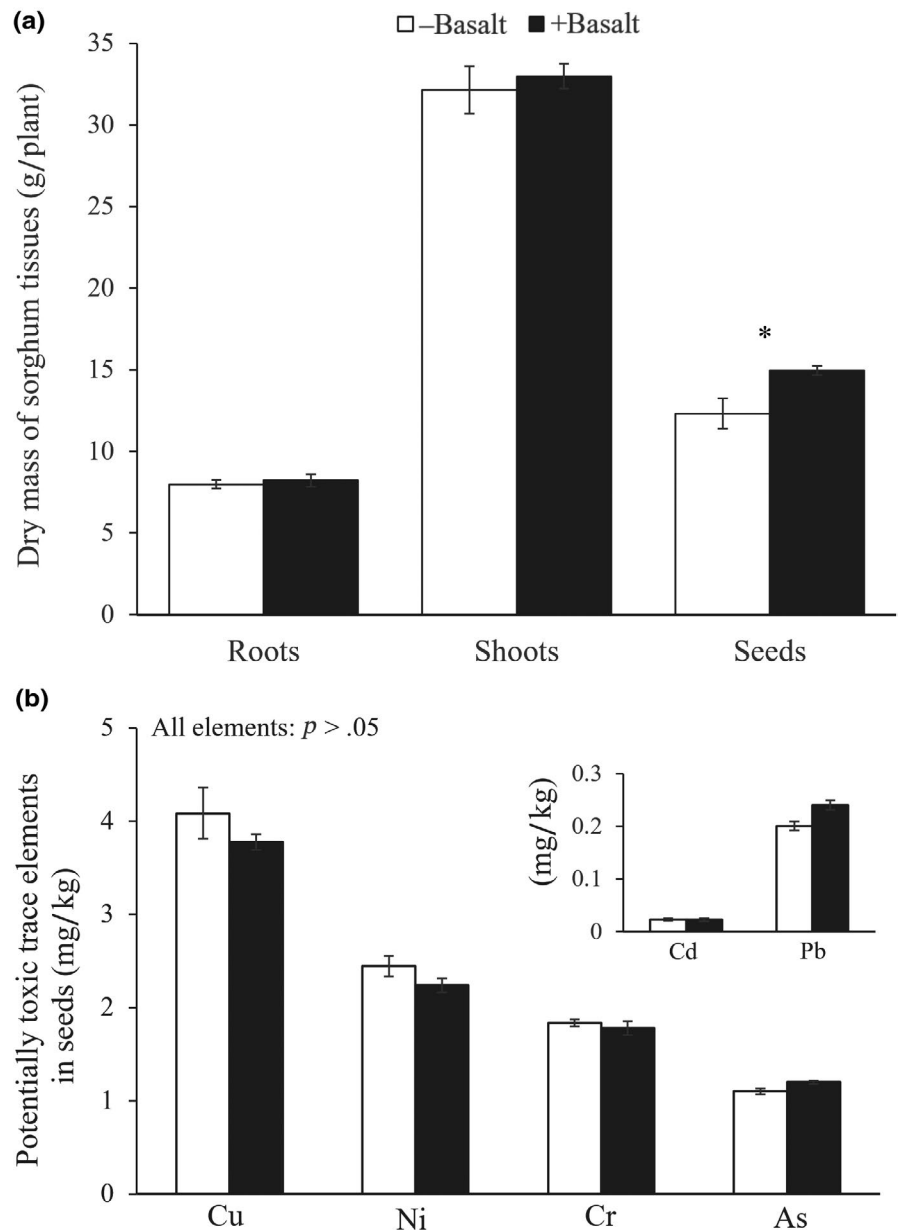 (a)
–Basalt +Basalt
Dry mass of sorghum tissues (g/plant)
35
30
25
20
15
10
5
0
*
Roots Shoots Seeds
(b)
All elements: p > .05
Potentially toxic trace elements
in seeds (mg/kg)
5
4
3
2
1
0
Cu Ni Cr As
(mg/kg)
0.3
0.2
0.1
0
Cd Pb